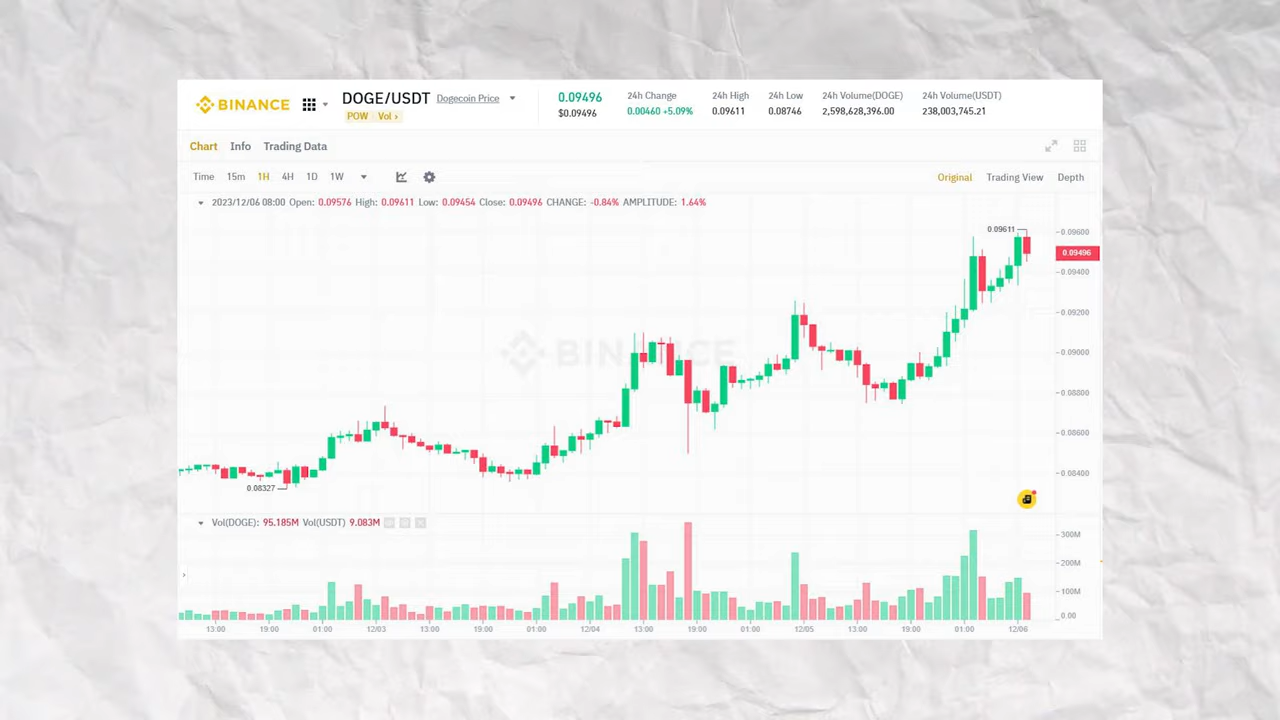 BINANCE DOGE/USDT Dogecoin Price 0.09496 24h Change 24h High 24h Low 24h Volume(DOGE) 24h Volume(USDT)
POW Vol › $0.09496 0.00460 +5.09% 0.09611 0.08746 2,598,628,396.00 238,003,745.21
Chart Info Trading Data
Time 15m 1H 4H 1D 1W Original Trading View Depth
2023/12/06 08:00 Open: 0.09576 High: 0.09611 Low: 0.09454 Close: 0.09496 CHANGE: -0.84% AMPLITUDE: 1.64%
0.09611
0.09600
0.09496
0.09400
0.09200
BINANCE
0.09000
0.08800
0.08600
0.08400
0.08327
Vol(DOGE): 95.185M Vol(USDT) 9.083M
300M
200M
100M
0.00
13:00 19:00 01:00 12/03 13:00 19:00 01:00 12/04 13:00 19:00 01:00 12/05 13:00 19:00 01:00 12/06